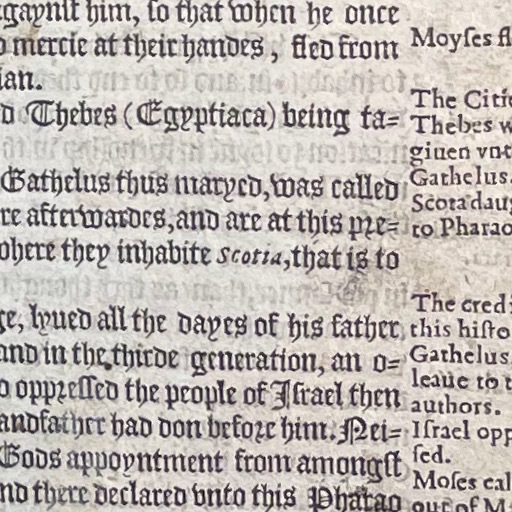 gaynst him, so that when he once
mercie at their handes, fled from
ian.
d Thebes (Egyptiaca) being ta=
Gathelus thus maryed, was called
re afterwardes, and are at this pre=
where they inhabite Scotia, that is to
ge, lyued all the dayes of his father
and in the thirde generation, an o=
oppressed the people of Israel then
andfather had don before him. Nei=
Gods appoyntment from amongst
nd there declared vnto this Pharao
Moyses fl
The Citie
Thebes w
giuen vnt
Gathelus.
Scota daug
to Pharao
The credi
this histo
Gathelus
leaue to t
authors.
Israel opp
sed.
Moses cal
out of M